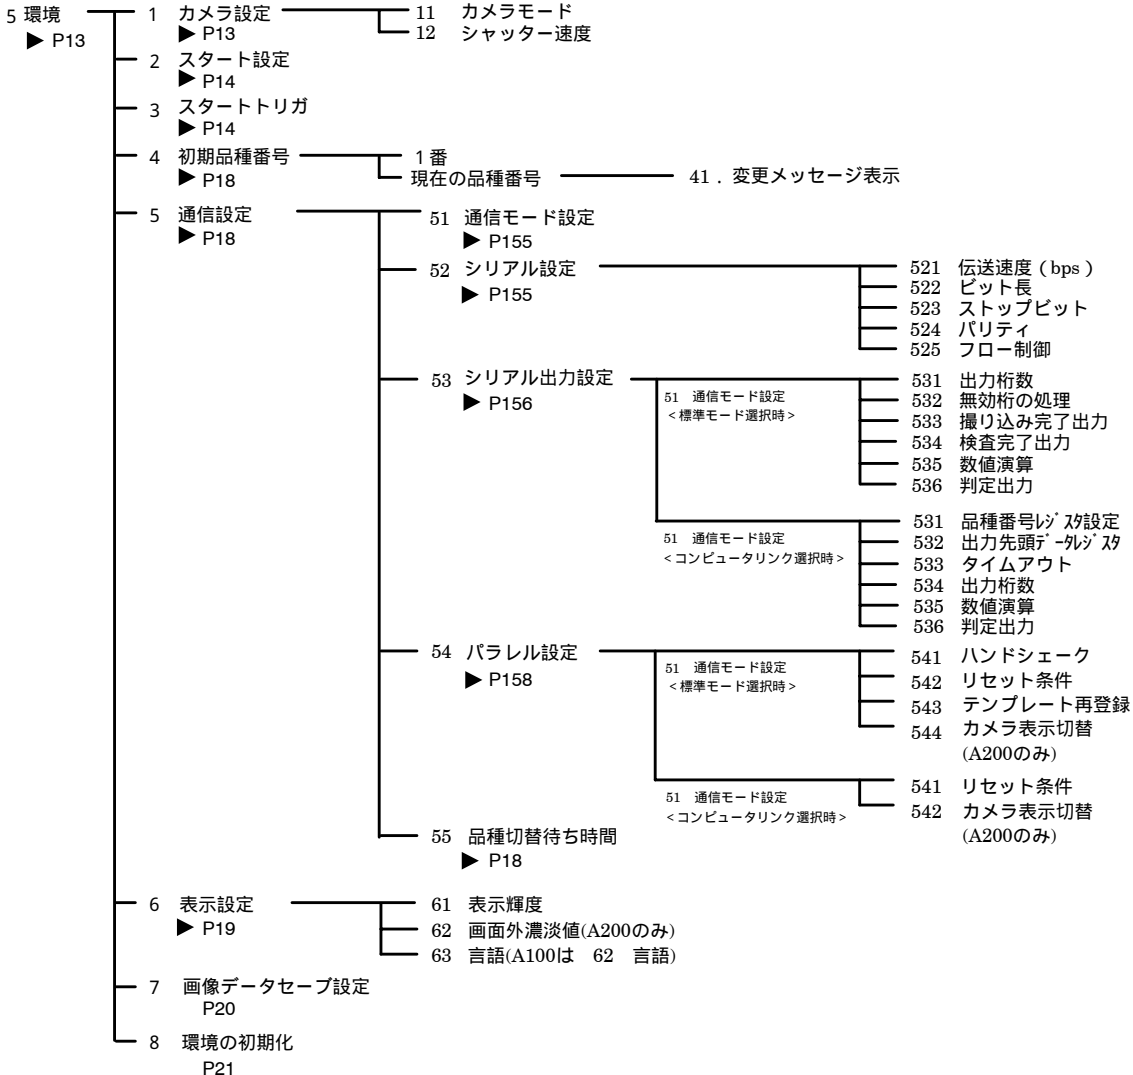 5 環境
▶ P13
1 カメラ設定
▶ P13
11 カメラモード
12 シャッター速度
2 スタート設定
▶ P14
3 スタートトリガ
▶ P14
4 初期品種番号
▶ P18
1 番
現在の品種番号
41．変更メッセージ表示
5 通信設定
▶ P18
51 通信モード設定
▶ P155
52 シリアル設定
▶ P155
521 伝送速度（bps）
522 ビット長
523 ストップビット
524 パリティ
525 フロー制御
53 シリアル出力設定
▶ P156
51 通信モード設定
＜標準モード選択時＞
531 出力桁数
532 無効桁の処理
533 撮り込み完了出力
534 検査完了出力
535 数値演算
536 判定出力
51 通信モード設定
＜コンピュータリンク選択時＞
531 品種番号ﾚｼﾞｽﾀ設定
532 出力先頭ﾃﾞｰﾀﾚｼﾞｽﾀ
533 タイムアウト
534 出力桁数
535 数値演算
536 判定出力
54 パラレル設定
▶ P158
51 通信モード設定
＜標準モード選択時＞
541 ハンドシェーク
542 リセット条件
543 テンプレート再登録
544 カメラ表示切替
(A200のみ)
51 通信モード設定
＜コンピュータリンク選択時＞
541 リセット条件
542 カメラ表示切替
(A200のみ)
55 品種切替待ち時間
▶ P18
6 表示設定
▶ P19
61 表示輝度
62 画面外濃淡値(A200のみ)
63 言語(A100は 62 言語)
7 画像データセーブ設定
P20
8 環境の初期化
P21